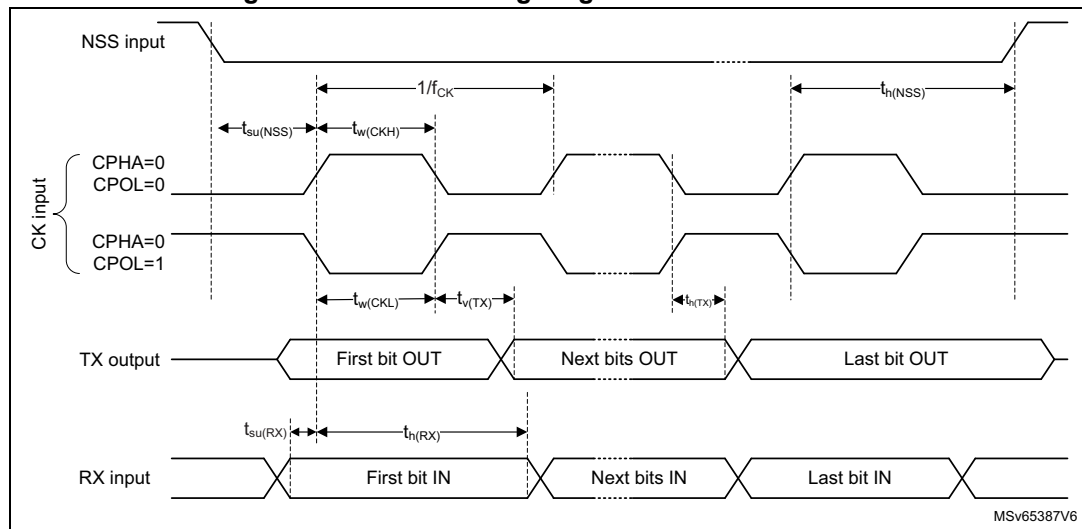 NSS input
1/fCK
th(NSS)
tsu(NSS)
tw(CKH)
CK input
CPHA=0
CPOL=0
CPHA=0
CPOL=1
tw(CKL)
tv(TX)
th(TX)
TX output
First bit OUT
Next bits OUT
Last bit OUT
tsu(RX)
th(RX)
RX input
First bit IN
Next bits IN
Last bit IN
MSv65387V6